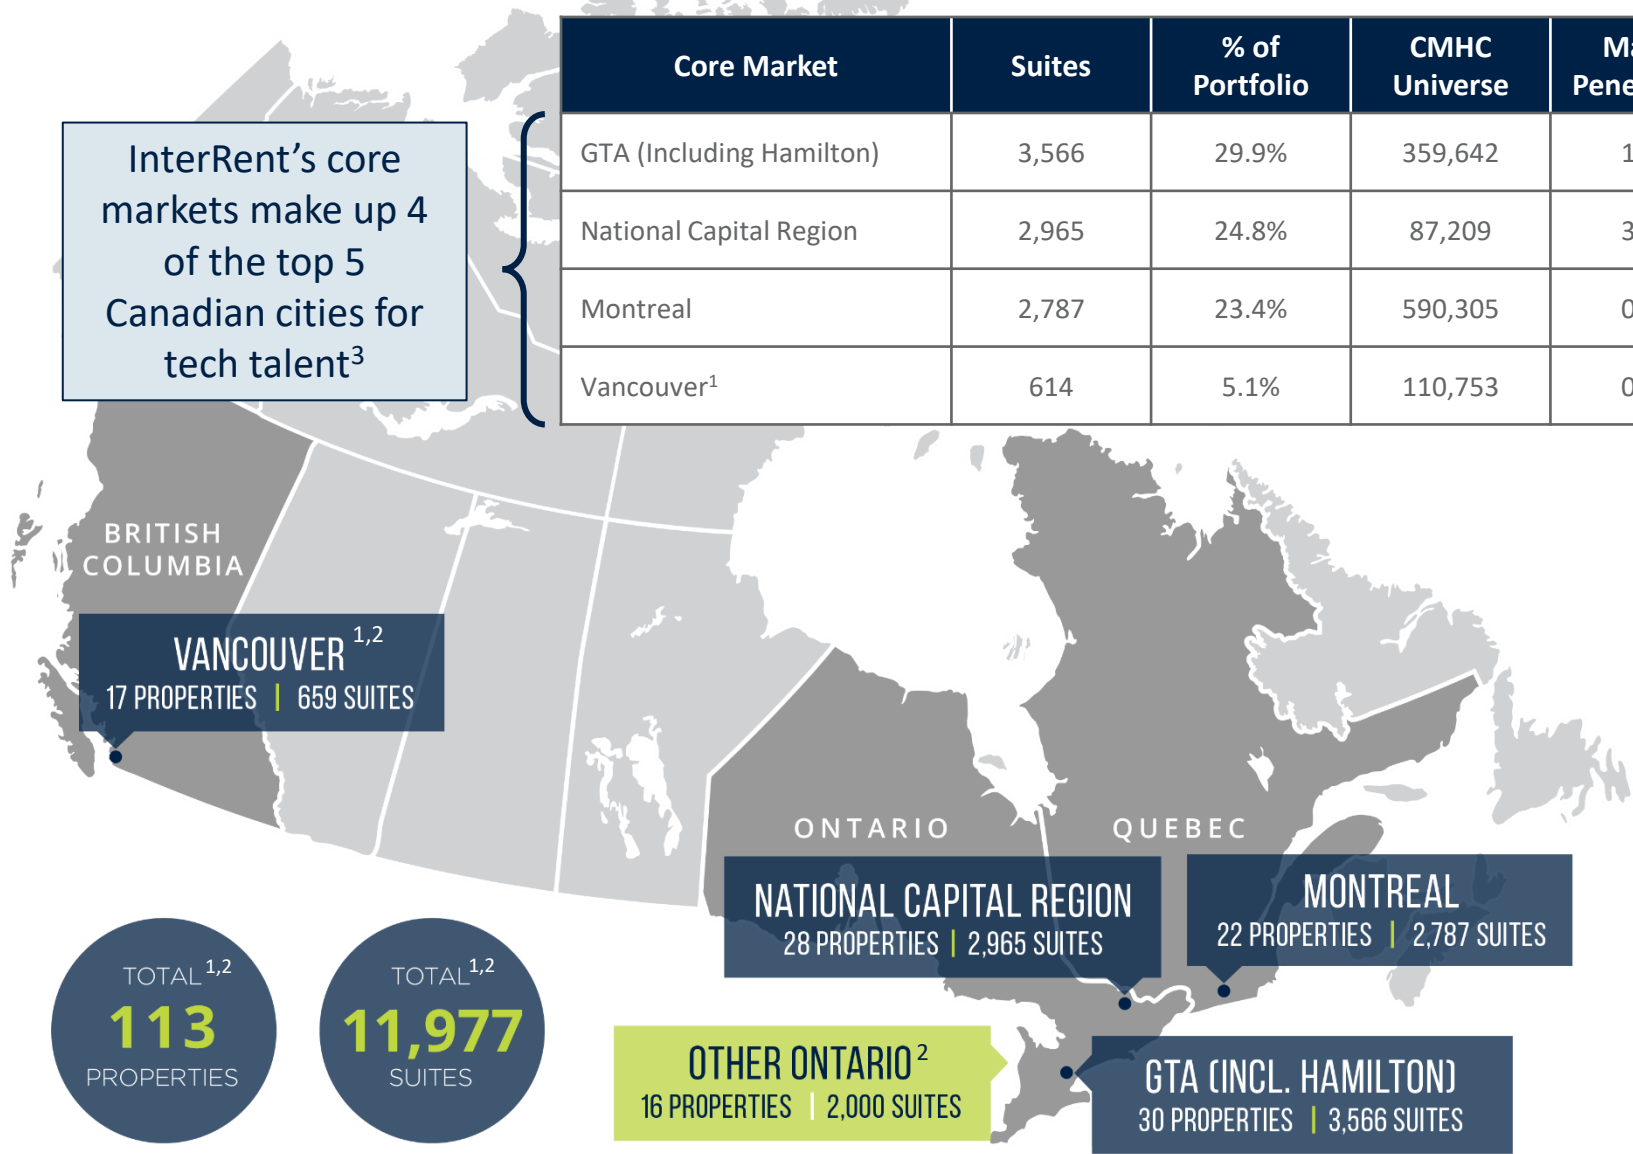 Core Market Suites % of Portfolio CMHC Universe
GTA (Including Hamilton) 3,566 29.9% 359,642
National Capital Region 2,965 24.8% 87,209
Montreal 2,787 23.4% 590,305
Vancouver1 614 5.1% 110,753
InterRent’s core
markets make up 4
of the top 5
Canadian cities for
tech talent3
BRITISH
COLUMBIA
VANCOUVER 1,2
17 PROPERTIES | 659 SUITES
ONTARIO
QUEBEC
NATIONAL CAPITAL REGION
28 PROPERTIES | 2,965 SUITES
MONTREAL
22 PROPERTIES | 2,787 SUITES
TOTAL 1,2
113
PROPERTIES
TOTAL 1,2
11,977
SUITES
OTHER ONTARIO 2
16 PROPERTIES | 2,000 SUITES
GTA (INCL. HAMILTON)
30 PROPERTIES | 3,566 SUITES